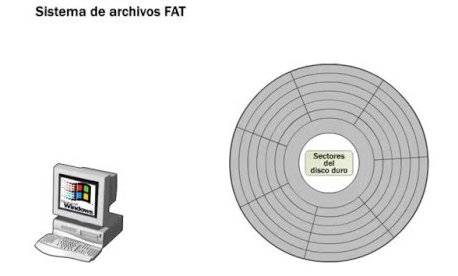 Sistema de archivos FAT
Sectores
del
disco duro
Windows